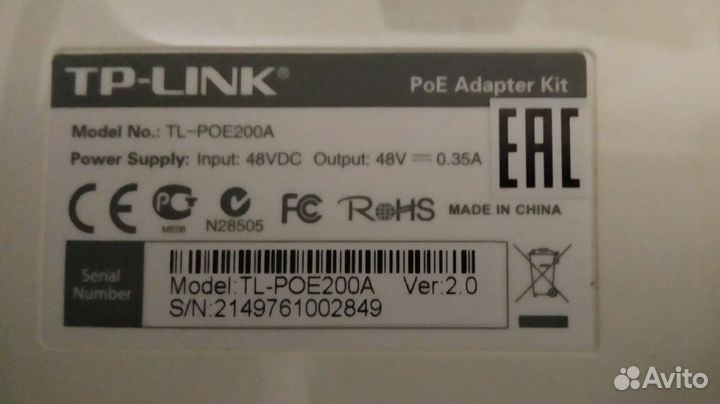 TP-LINK®
PoE Adapter Kit
Model No.: TL-POE200A
Power Supply: Input: 48VDC Output: 48V ⎓ 0.35A
EAC
CE PCT ME06 N28505 FC RoHS MADE IN CHINA
Serial Number
Model:TL-POE200A Ver:2.0
S/N:2149761002849
Avito